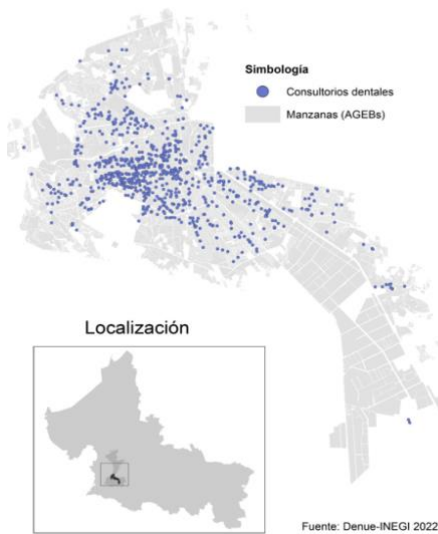 Simbología
Consultorios dentales
Manzanas (AGEBs)
Localización
Fuente: Denue-INEGI 2022